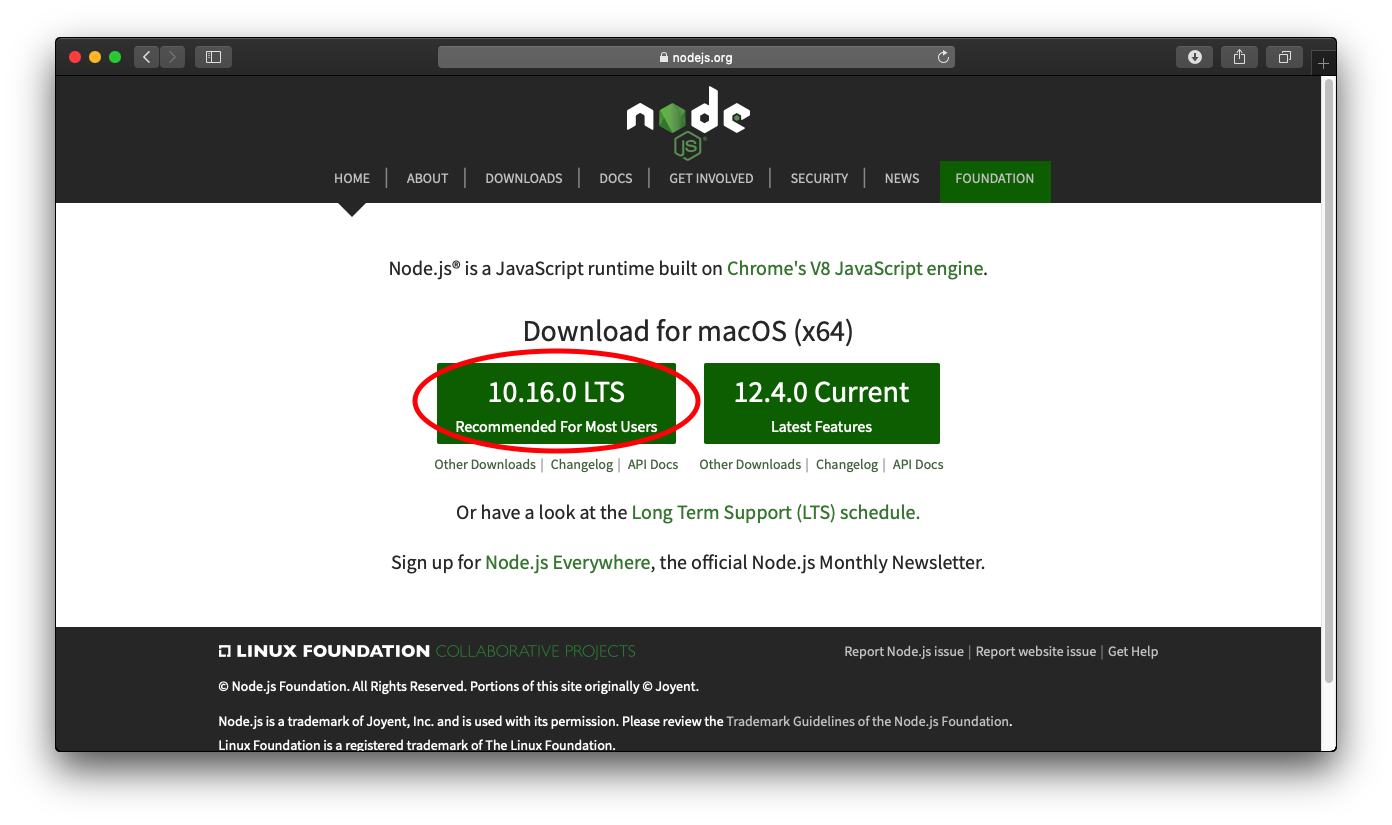 nodejs.org
node
JS
HOME | ABOUT | DOWNLOADS | DOCS | GET INVOLVED | SECURITY | NEWS FOUNDATION
Node.js® is a JavaScript runtime built on Chrome's V8 JavaScript engine.
Download for macOS (x64)
10.16.0 LTS
Recommended For Most Users
12.4.0 Current
Latest Features
Other Downloads | Changelog | API Docs
Other Downloads | Changelog | API Docs
Or have a look at the Long Term Support (LTS) schedule.
Sign up for Node.js Everywhere, the official Node.js Monthly Newsletter.
LINUX FOUNDATION COLLABORATIVE PROJECTS
Report Node.js issue | Report website issue | Get Help
© Node.js Foundation. All Rights Reserved. Portions of this site originally © Joyent.
Node.js is a trademark of Joyent, Inc. and is used with its permission. Please review the Trademark Guidelines of the Node.js Foundation.
Linux Foundation is a registered trademark of The Linux Foundation.